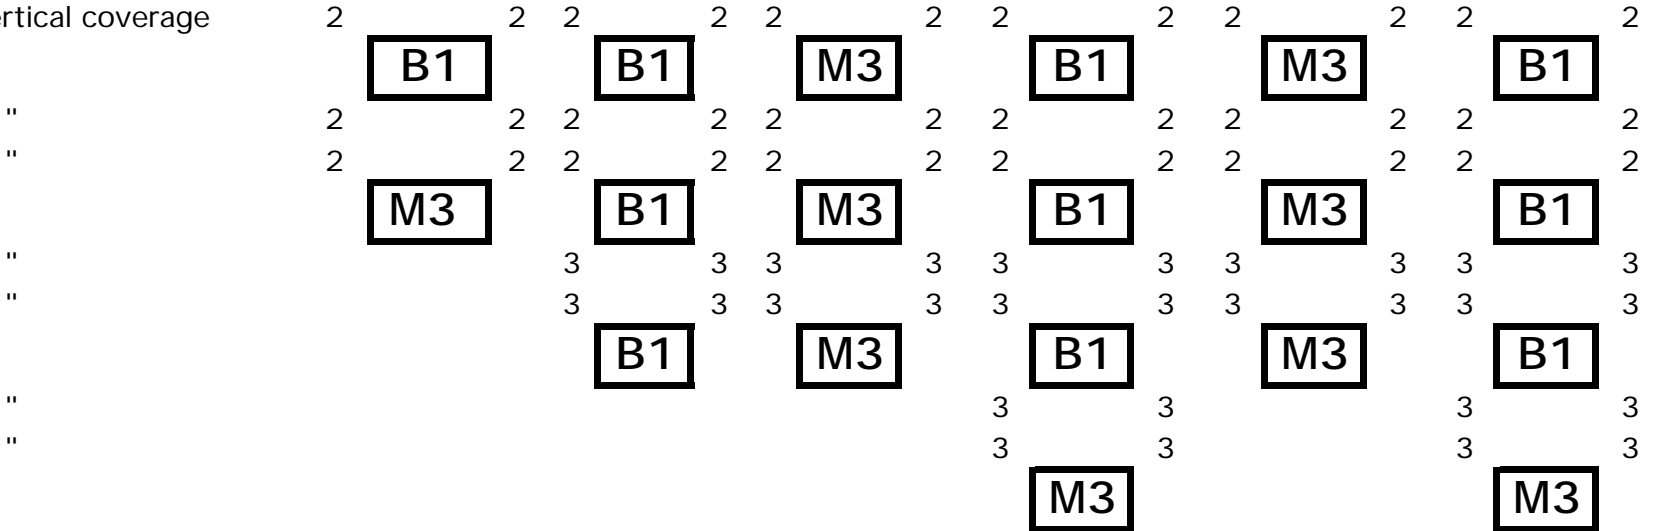 ertical coverage 2 2 2 2 2 2 2 2 2 2 2 2
B1 B1 M3 B1 M3 B1
" 2 2 2 2 2 2 2 2 2 2 2 2
" 2 2 2 2 2 2 2 2 2 2 2 2
M3 B1 M3 B1 M3 B1
" 3 3 3 3 3 3 3 3 3 3
" 3 3 3 3 3 3 3 3 3 3
B1 M3 B1 M3 B1
" 3 3 3 3
" 3 3 3 3
M3 M3